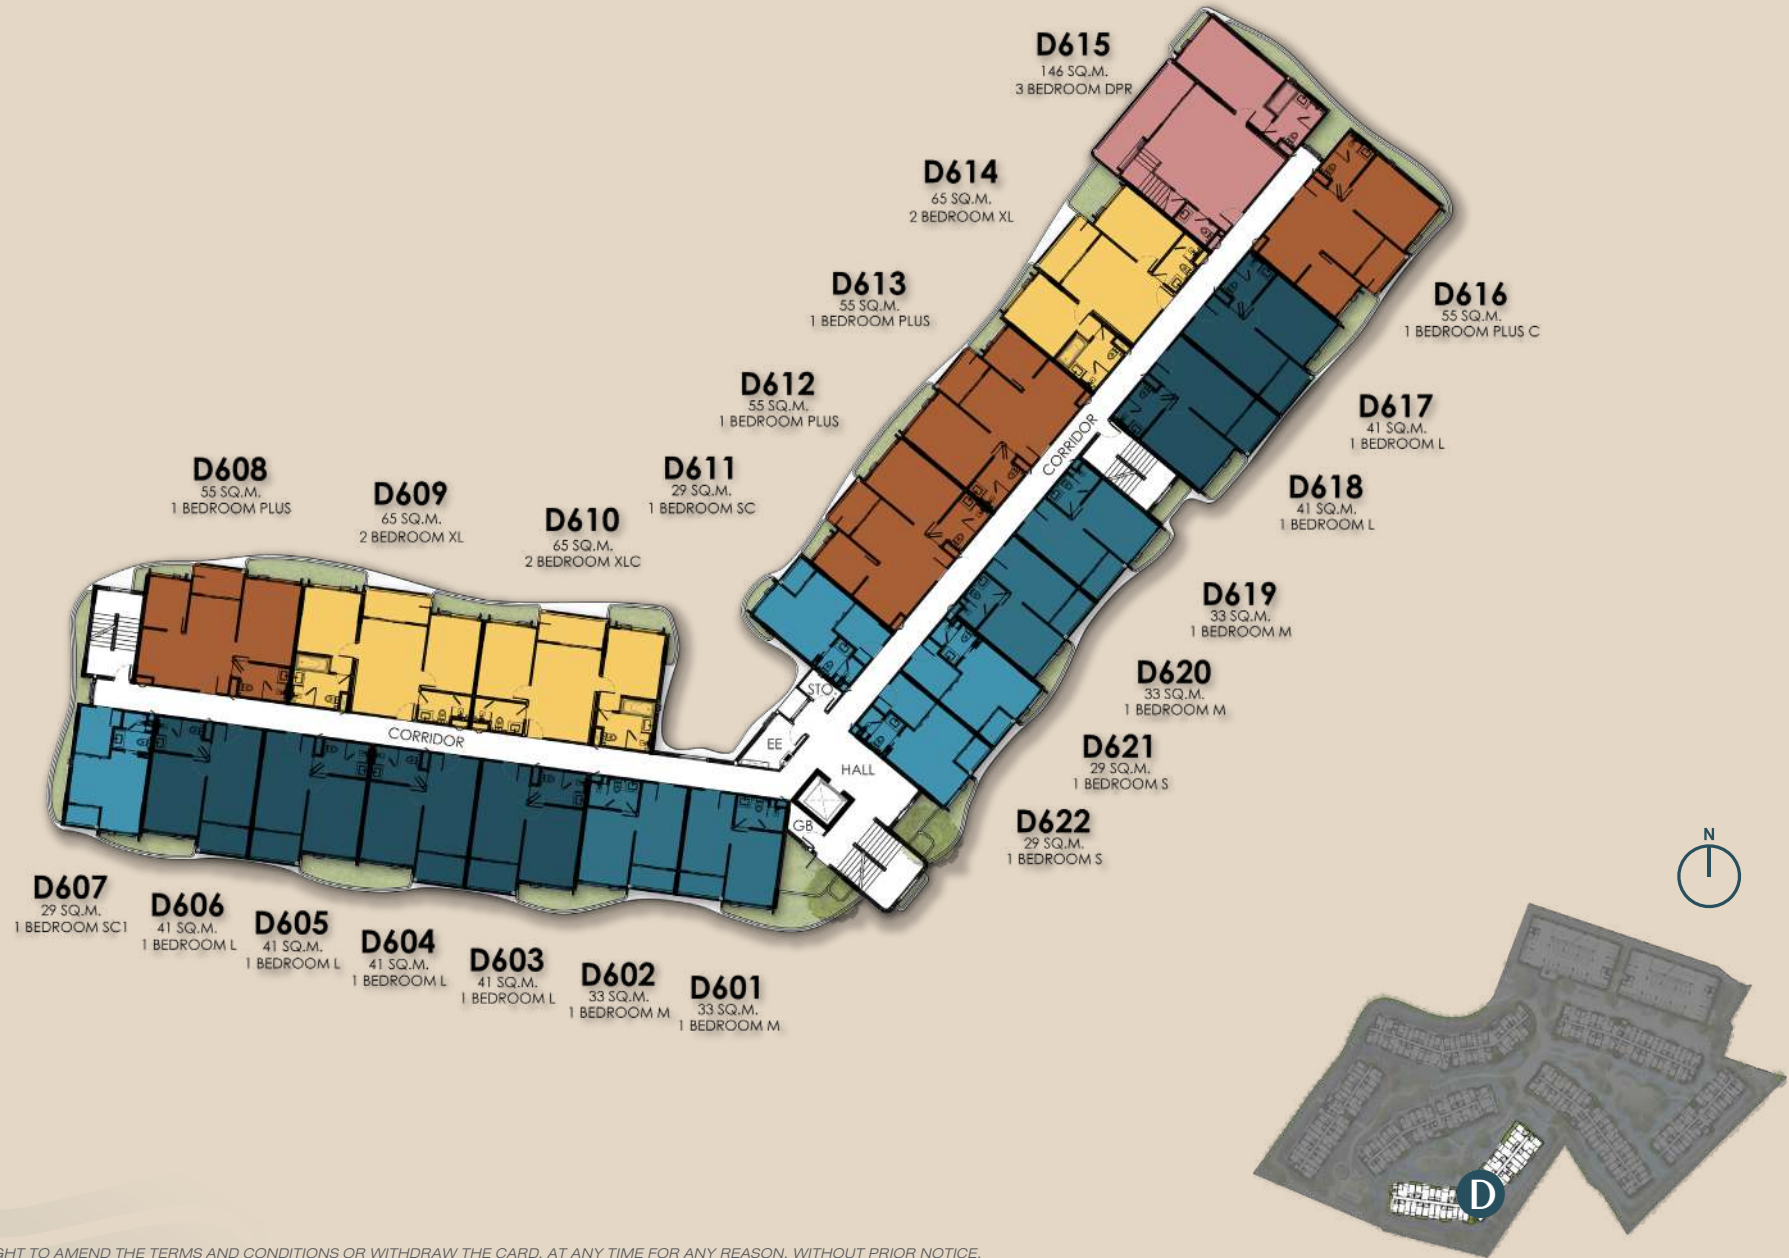 D615
146 SQ.M.
3 BEDROOM DPR
D614
65 SQ.M.
2 BEDROOM XL
D613
55 SQ.M.
1 BEDROOM PLUS
D616
55 SQ.M.
1 BEDROOM PLUS C
D612
55 SQ.M.
1 BEDROOM PLUS
D617
41 SQ.M.
1 BEDROOM L
CORRIDOR
D611
29 SQ.M.
1 BEDROOM SC
D608
55 SQ.M.
1 BEDROOM PLUS
D609
65 SQ.M.
2 BEDROOM XL
D610
65 SQ.M.
2 BEDROOM XLC
D618
41 SQ.M.
1 BEDROOM L
D619
33 SQ.M.
1 BEDROOM M
D620
33 SQ.M.
1 BEDROOM M
STO.
CORRIDOR
EE
HALL
D621
29 SQ.M.
1 BEDROOM S
GB
D622
29 SQ.M.
1 BEDROOM S
N
D607
29 SQ.M.
1 BEDROOM SC1
D606
41 SQ.M.
1 BEDROOM L
D605
41 SQ.M.
1 BEDROOM L
D604
41 SQ.M.
1 BEDROOM L
D603
41 SQ.M.
1 BEDROOM L
D602
33 SQ.M.
1 BEDROOM M
D601
33 SQ.M.
1 BEDROOM M
D
GHT TO AMEND THE TERMS AND CONDITIONS OR WITHDRAW THE CARD, AT ANY TIME FOR ANY REASON, WITHOUT PRIOR NOTICE.